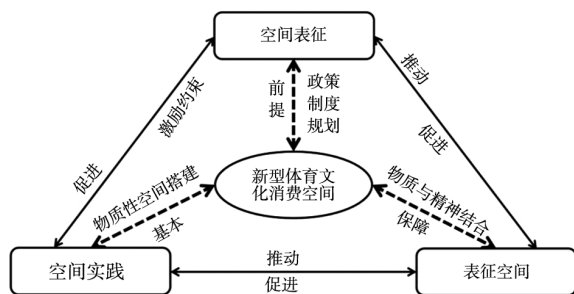 空间表征
推动
促进
激励约束
促进
前提
政策
制度
规划
新型体育文
化消费空间
物质性空间搭建
基本
物质与精神结合
保障
空间实践
推动
促进
表征空间